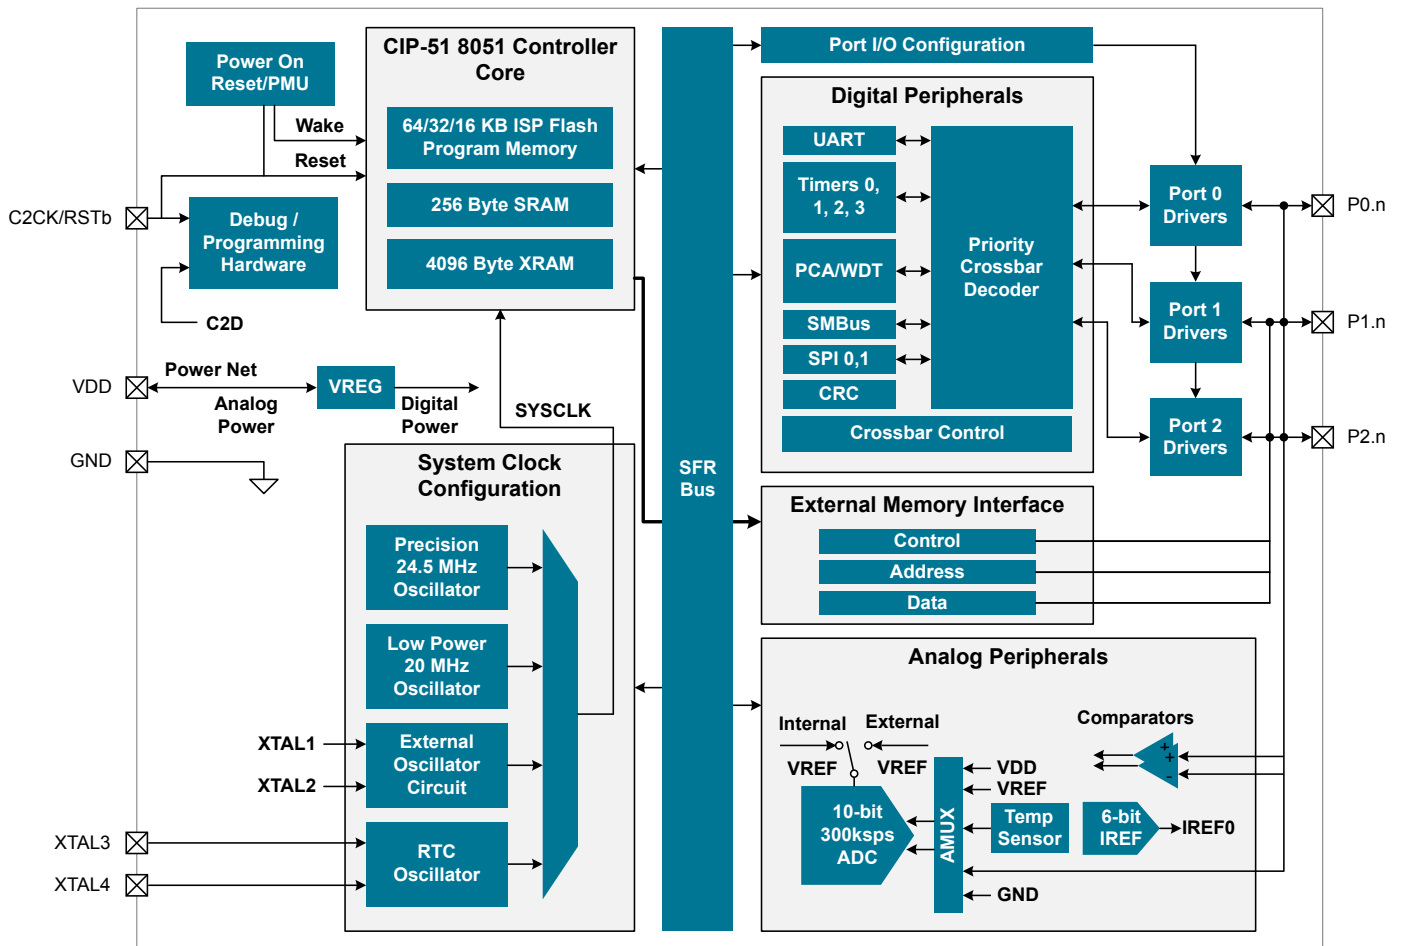 CIP-51 8051 Controller
Core
Power On
Reset/PMU
Wake
Reset
64/32/16 KB ISP Flash
Program Memory
256 Byte SRAM
4096 Byte XRAM
C2CK/RSTb
Debug /
Programming
Hardware
C2D
VDD
Power Net
Analog
Power
VREG
Digital
Power
GND
SYSCLK
System Clock
Configuration
Precision
24.5 MHz
Oscillator
Low Power
20 MHz
Oscillator
XTAL1
XTAL2
External
Oscillator
Circuit
XTAL3
XTAL4
RTC
Oscillator
SFR
Bus
Port I/O Configuration
Digital Peripherals
UART
Timers 0,
1, 2, 3
PCA/WDT
SMBus
SPI 0,1
CRC
Priority
Crossbar
Decoder
Crossbar Control
Port 0
Drivers
Port 1
Drivers
Port 2
Drivers
P0.n
P1.n
P2.n
External Memory Interface
Control
Address
Data
Analog Peripherals
Internal
VREF
External
VREF
10-bit
300ksps
ADC
AMUX
VDD
VREF
Temp
Sensor
GND
Comparators
+
+
-
6-bit
IREF
IREF0